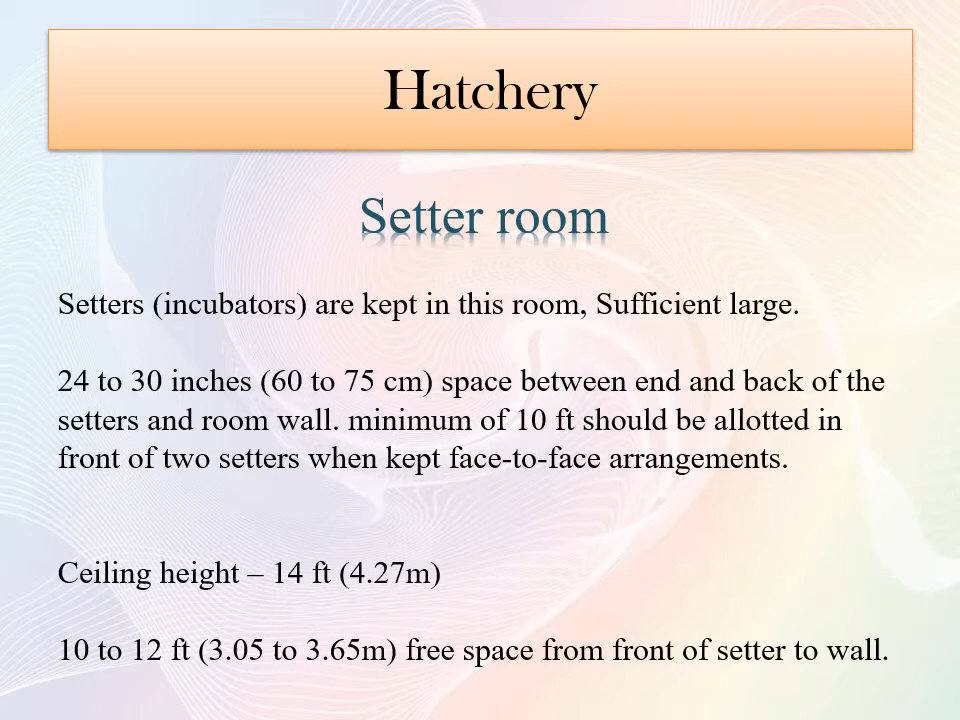 Hatchery
Setter room
Setters (incubators) are kept in this room, Sufficient large.
24 to 30 inches (60 to 75 cm) space between end and back of the
setters and room wall. minimum of 10 ft should be allotted in
front of two setters when kept face-to-face arrangements.
Ceiling height – 14 ft (4.27m)
10 to 12 ft (3.05 to 3.65m) free space from front of setter to wall.